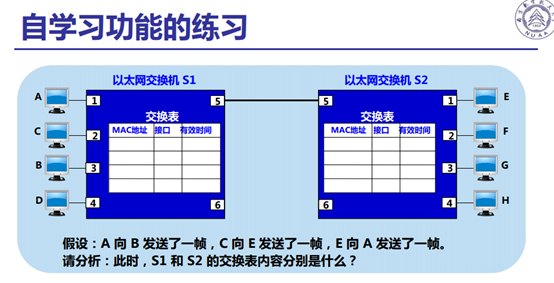 自学习功能的练习
NUAA
以太网交换机 S1
以太网交换机 S2
A
1
5
5
1
E
交换表
交换表
MAC地址 接口 有效时间
MAC地址 接口 有效时间
C
2
2
F
B
3
3
G
D
4
6
6
4
H
假设：A 向 B 发送了一帧，C 向 E 发送了一帧，E 向 A 发送了一帧。
请分析：此时，S1 和 S2 的交换表内容分别是什么？